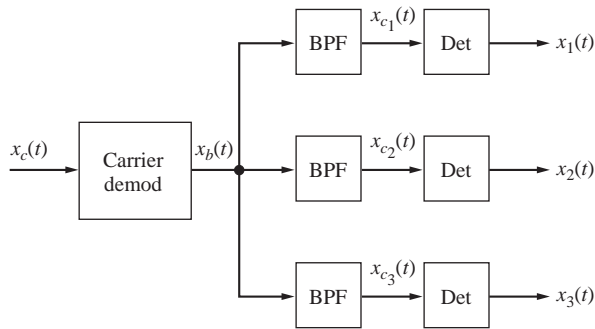 BPF x_{c_1}(t) Det x_1(t)
x_c(t) Carrier demod x_b(t) BPF x_{c_2}(t) Det x_2(t)
BPF x_{c_3}(t) Det x_3(t)